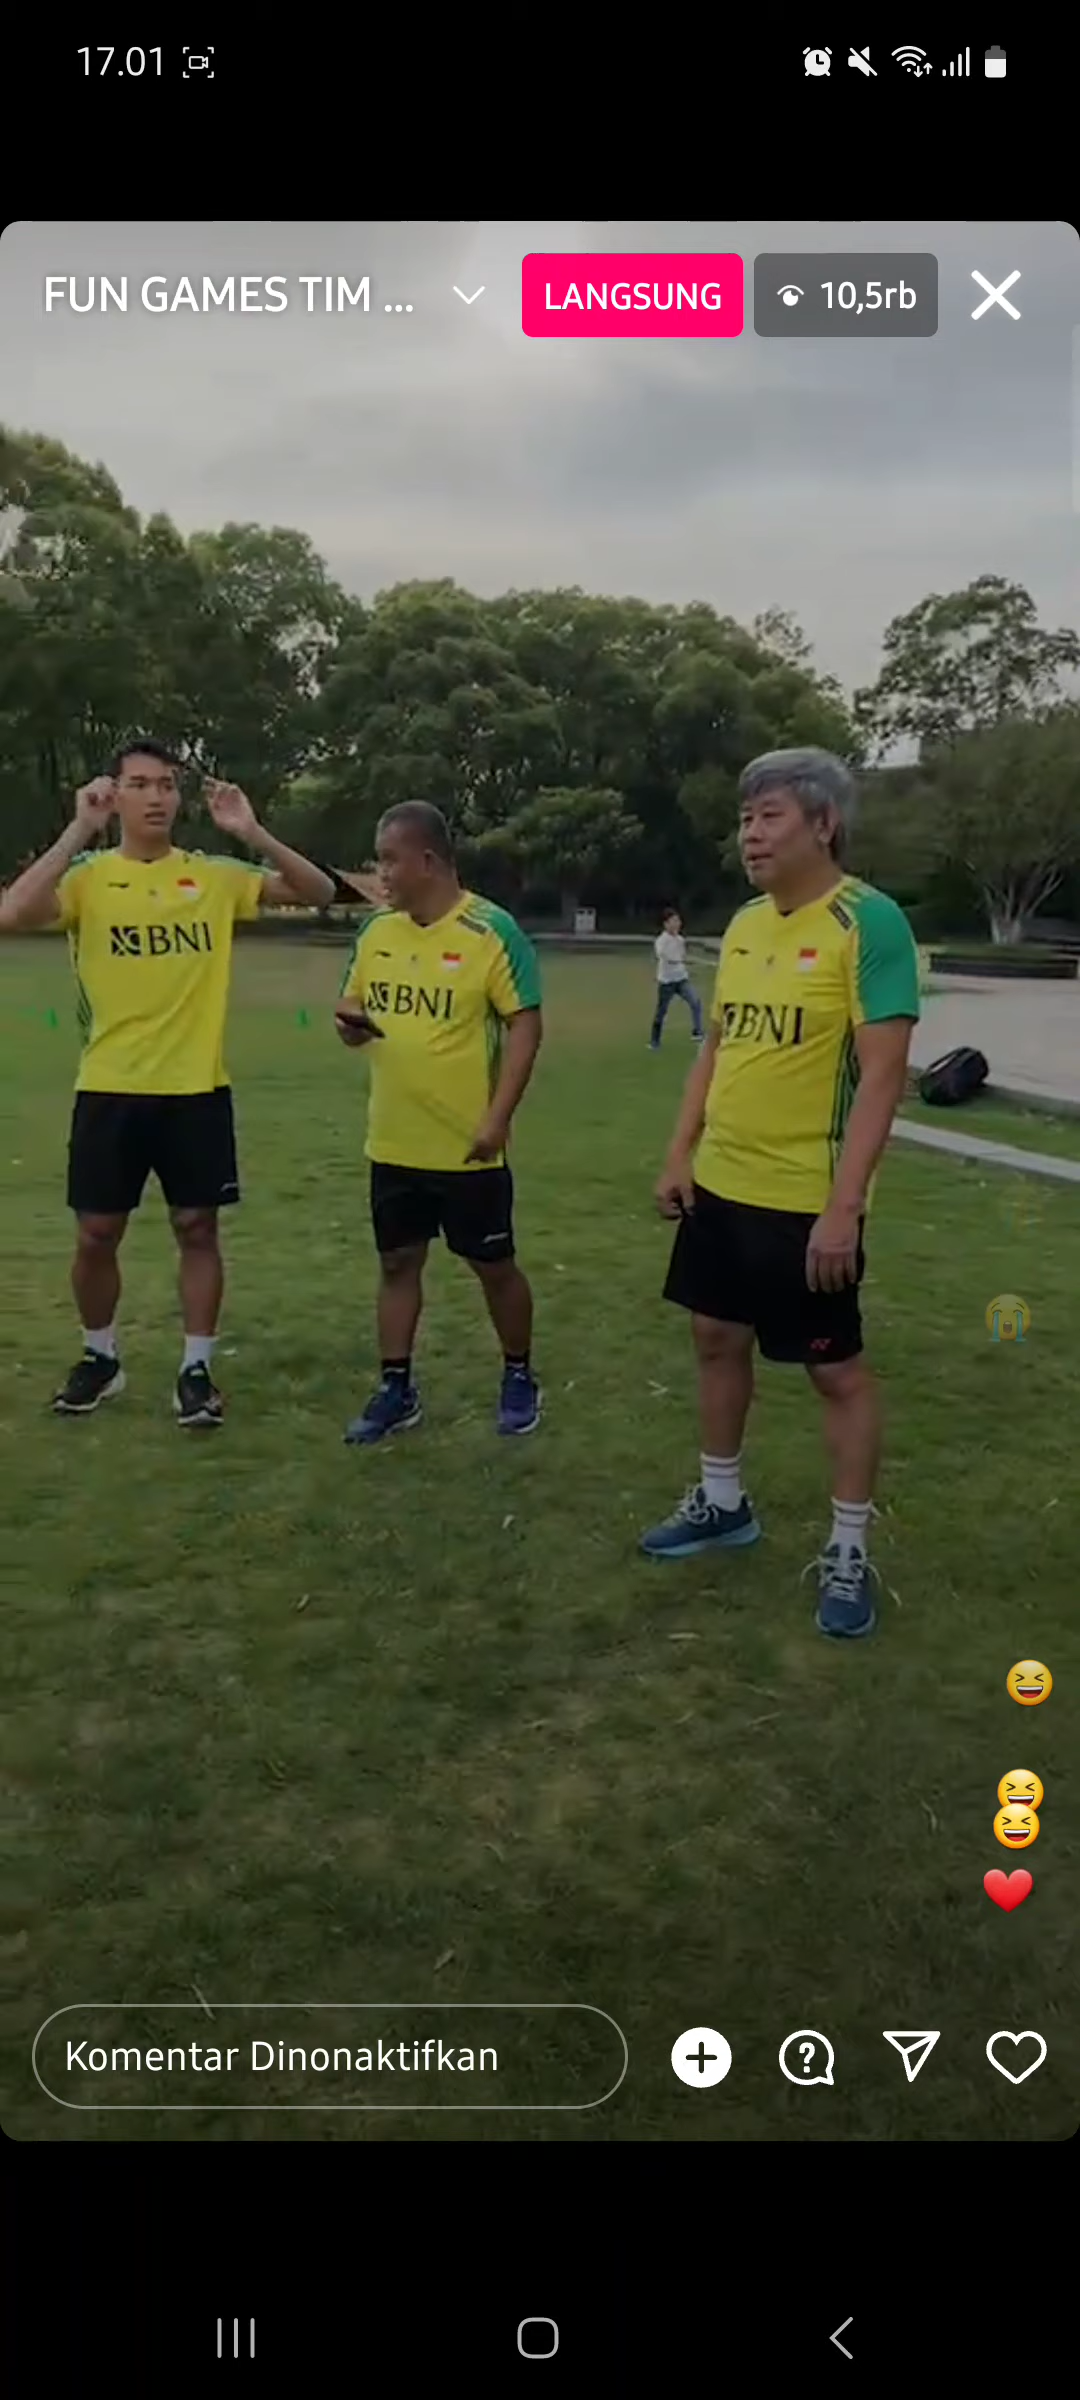 17.01
FUN GAMES TIM ...
LANGSUNG
10,5rb
BNI
BNI
BNI
Komentar Dinonaktifkan